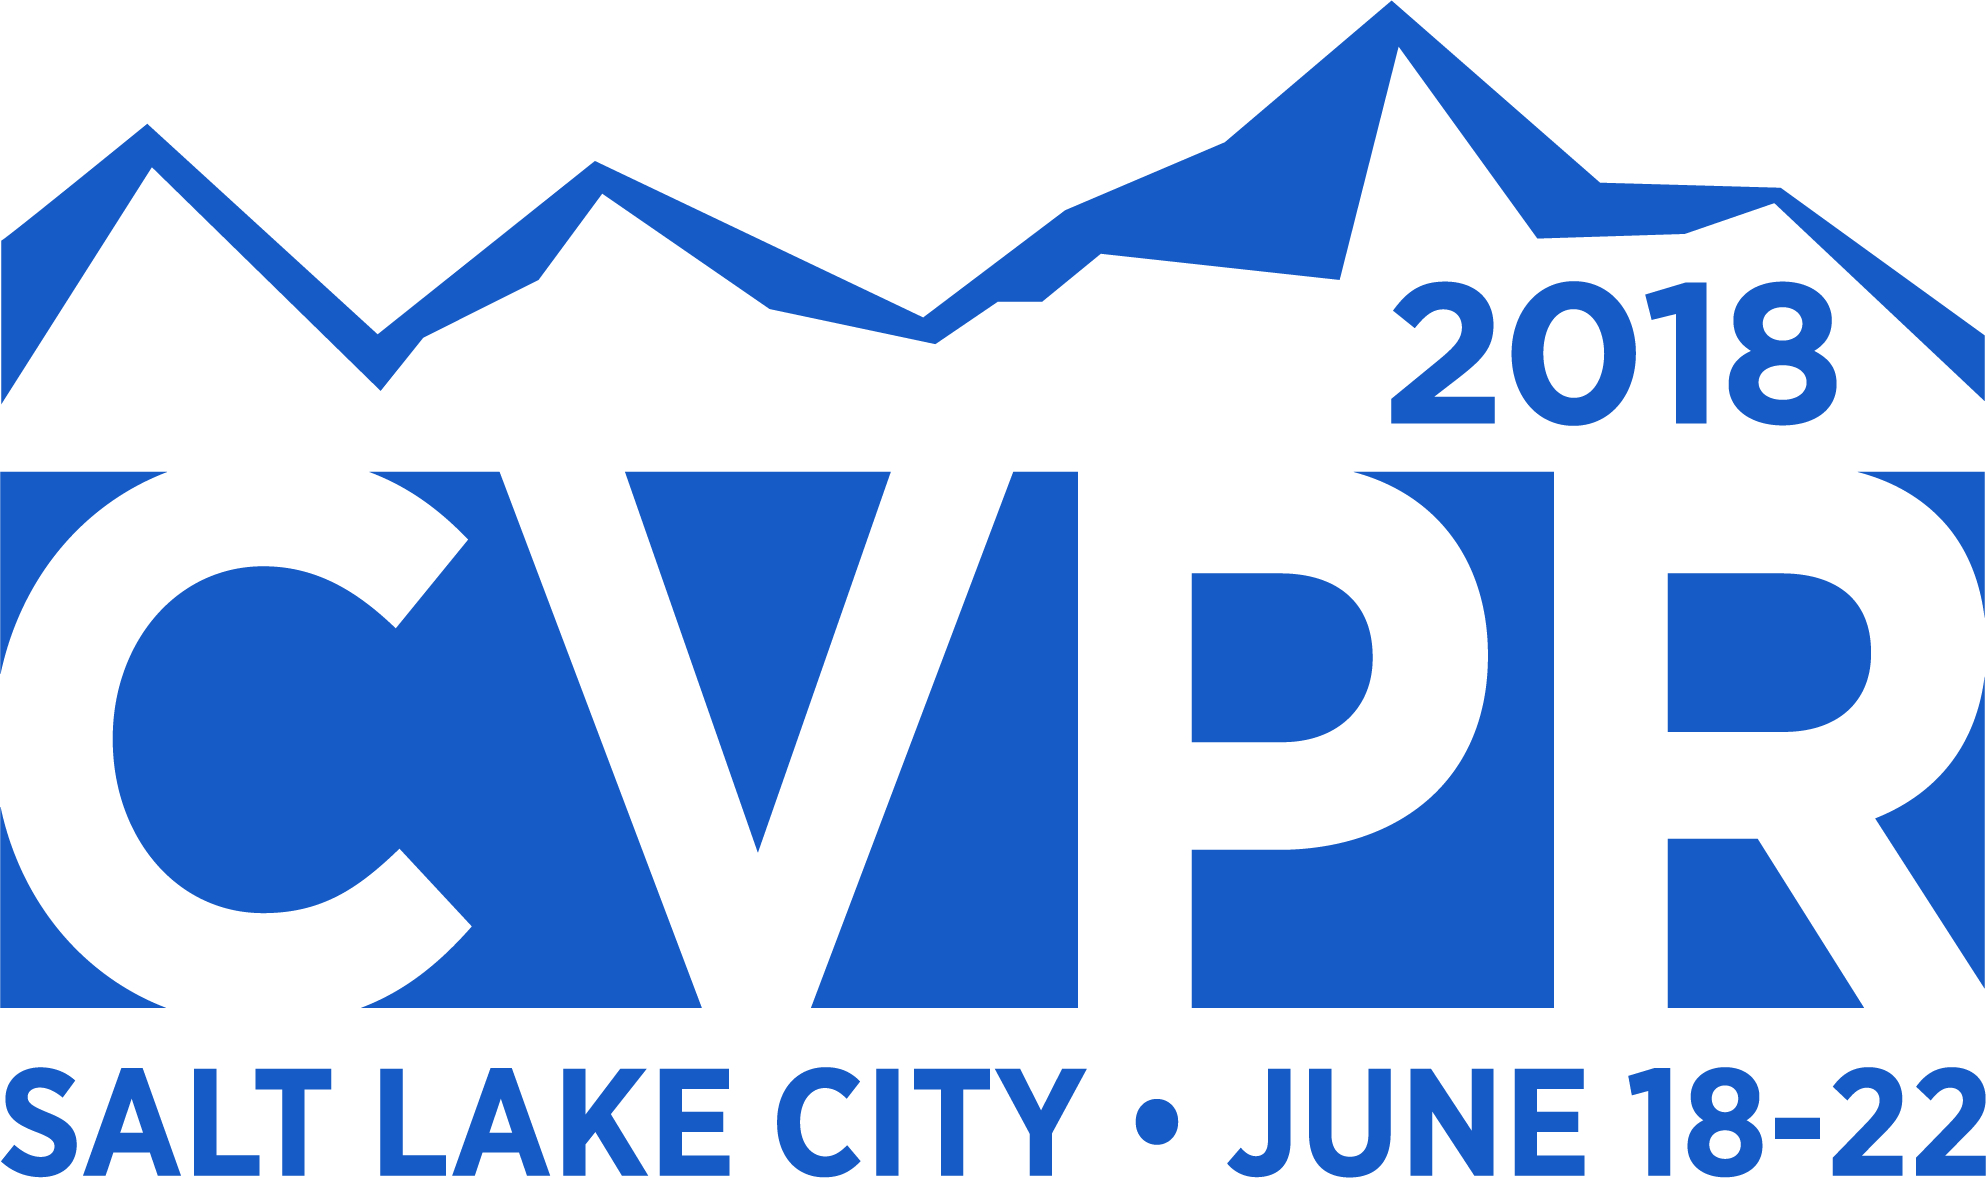 2018
CVPR
SALT LAKE CITY • JUNE 18-22